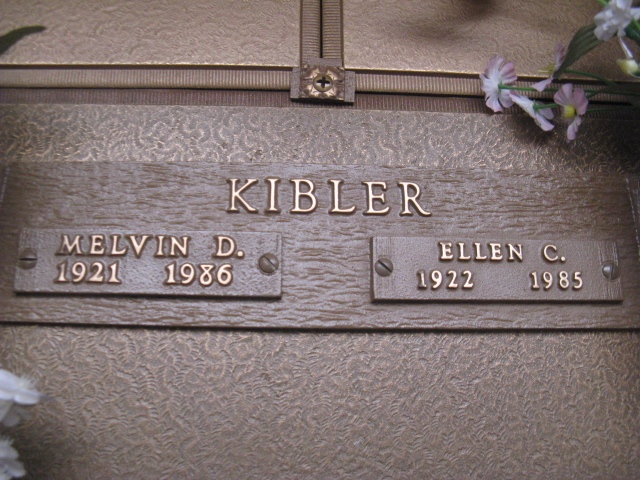 KIBLER
MELVIN D.
1921 1986
ELLEN C.
1922 1985